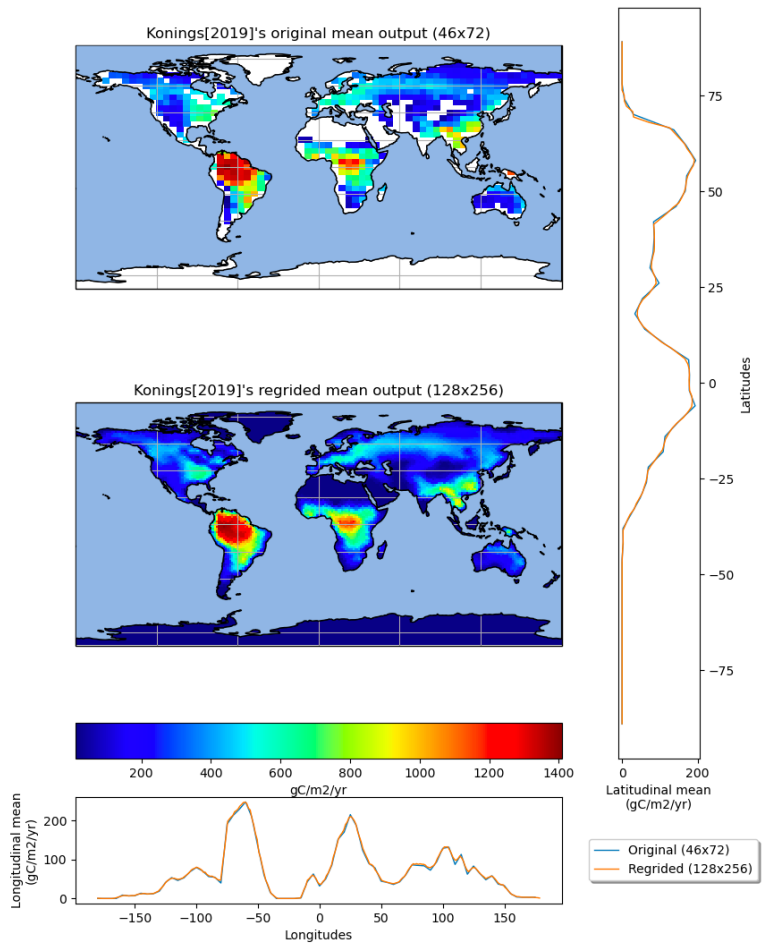 Konings[2019]'s original mean output (46x72)
75
50
25
0
−25
−50
−75
Latitudes
0 200
Latitudinal mean
(gC/m2/yr)
Konings[2019]'s regrided mean output (128x256)
200 400 600 800 1000 1200 1400
gC/m2/yr
Longitudinal mean
(gC/m2/yr)
200
100
0
−150 −100 −50 0 50 100 150
Longitudes
Original (46x72)
Regrided (128x256)